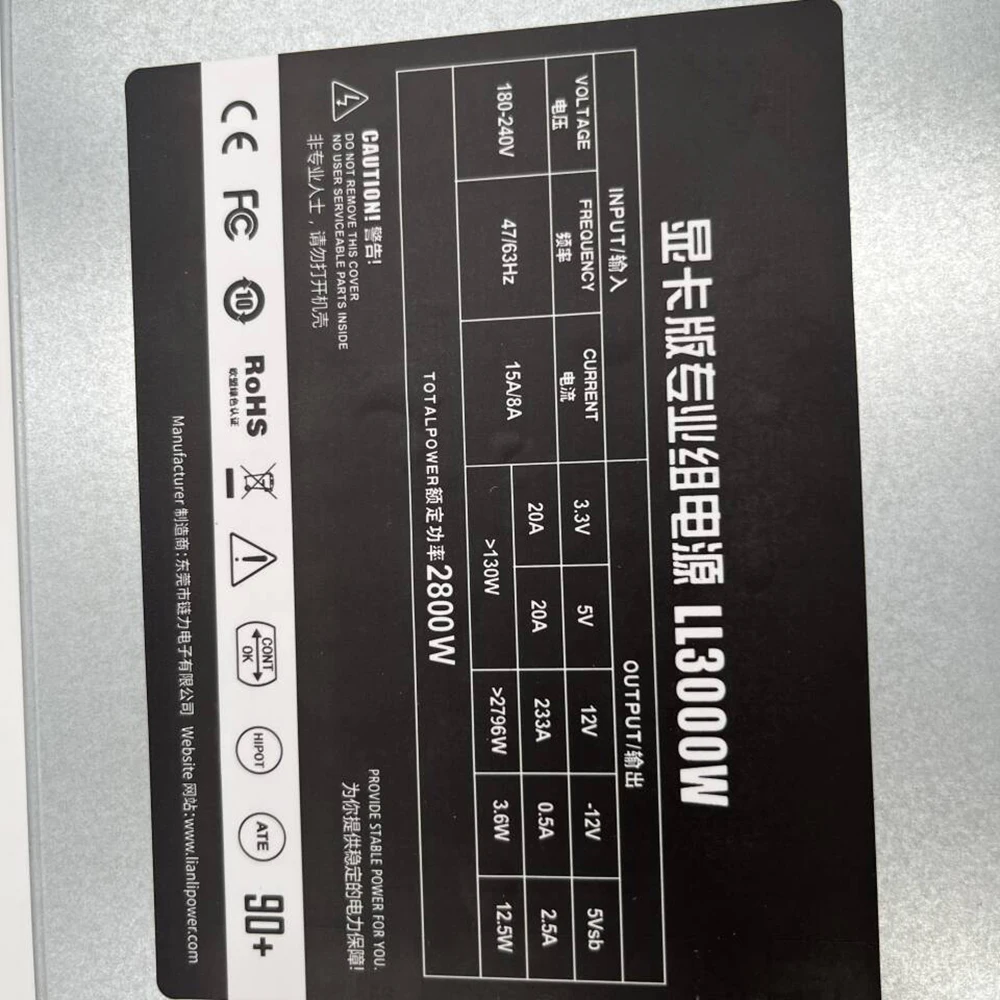 显卡版专业组电源 LL3000W
INPUT/输入 OUTPUT/输出
VOLTAGE 电压 FREQUENCY 频率 CURRENT 电流 3.3V 5V 12V -12V 5Vsb
180-240V 47/63Hz 15A/8A 20A 20A 233A 0.5A 2.5A
>130W >2796W 3.6W 12.5W
TOTALPOWER额定功率2800W
CAUTION! 警告!
DO NOT REMOVE THIS COVER
NO USER SERVICEABLE PARTS INSIDE
非专业人士，请勿打开机壳
PROVIDE STABLE POWER FOR YOU.
为你提供稳定的电力保障!
CE FC 10 RoHS CONT OK HIPOT ATE 90+
欧盟绿色认证
Manufacturer 制造商:东莞市链力电子有限公司 Website 网站:www.lianlipower.com